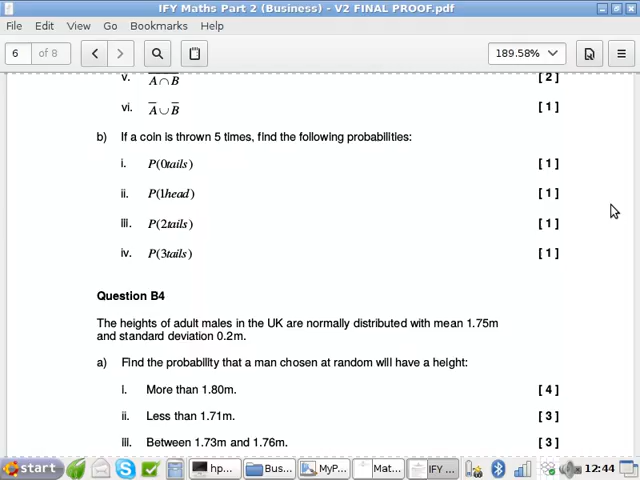 IFY Maths Part 2 (Business) - V2 FINAL PROOF.pdf
File Edit View Go Bookmarks Help
6 of 8 189.58%
v. A∩B [ 2 ]
vi. A̅∪B̅ [ 1 ]
b) If a coin is thrown 5 times, find the following probabilities:
i. P(0tails) [ 1 ]
ii. P(1head) [ 1 ]
iii. P(2tails) [ 1 ]
iv. P(3tails) [ 1 ]
Question B4
The heights of adult males in the UK are normally distributed with mean 1.75m
and standard deviation 0.2m.
a) Find the probability that a man chosen at random will have a height:
i. More than 1.80m. [ 4 ]
ii. Less than 1.71m. [ 3 ]
iii. Between 1.73m and 1.76m. [ 3 ]
start hp... Bus... MyP... Mat... IFY ... 12:44